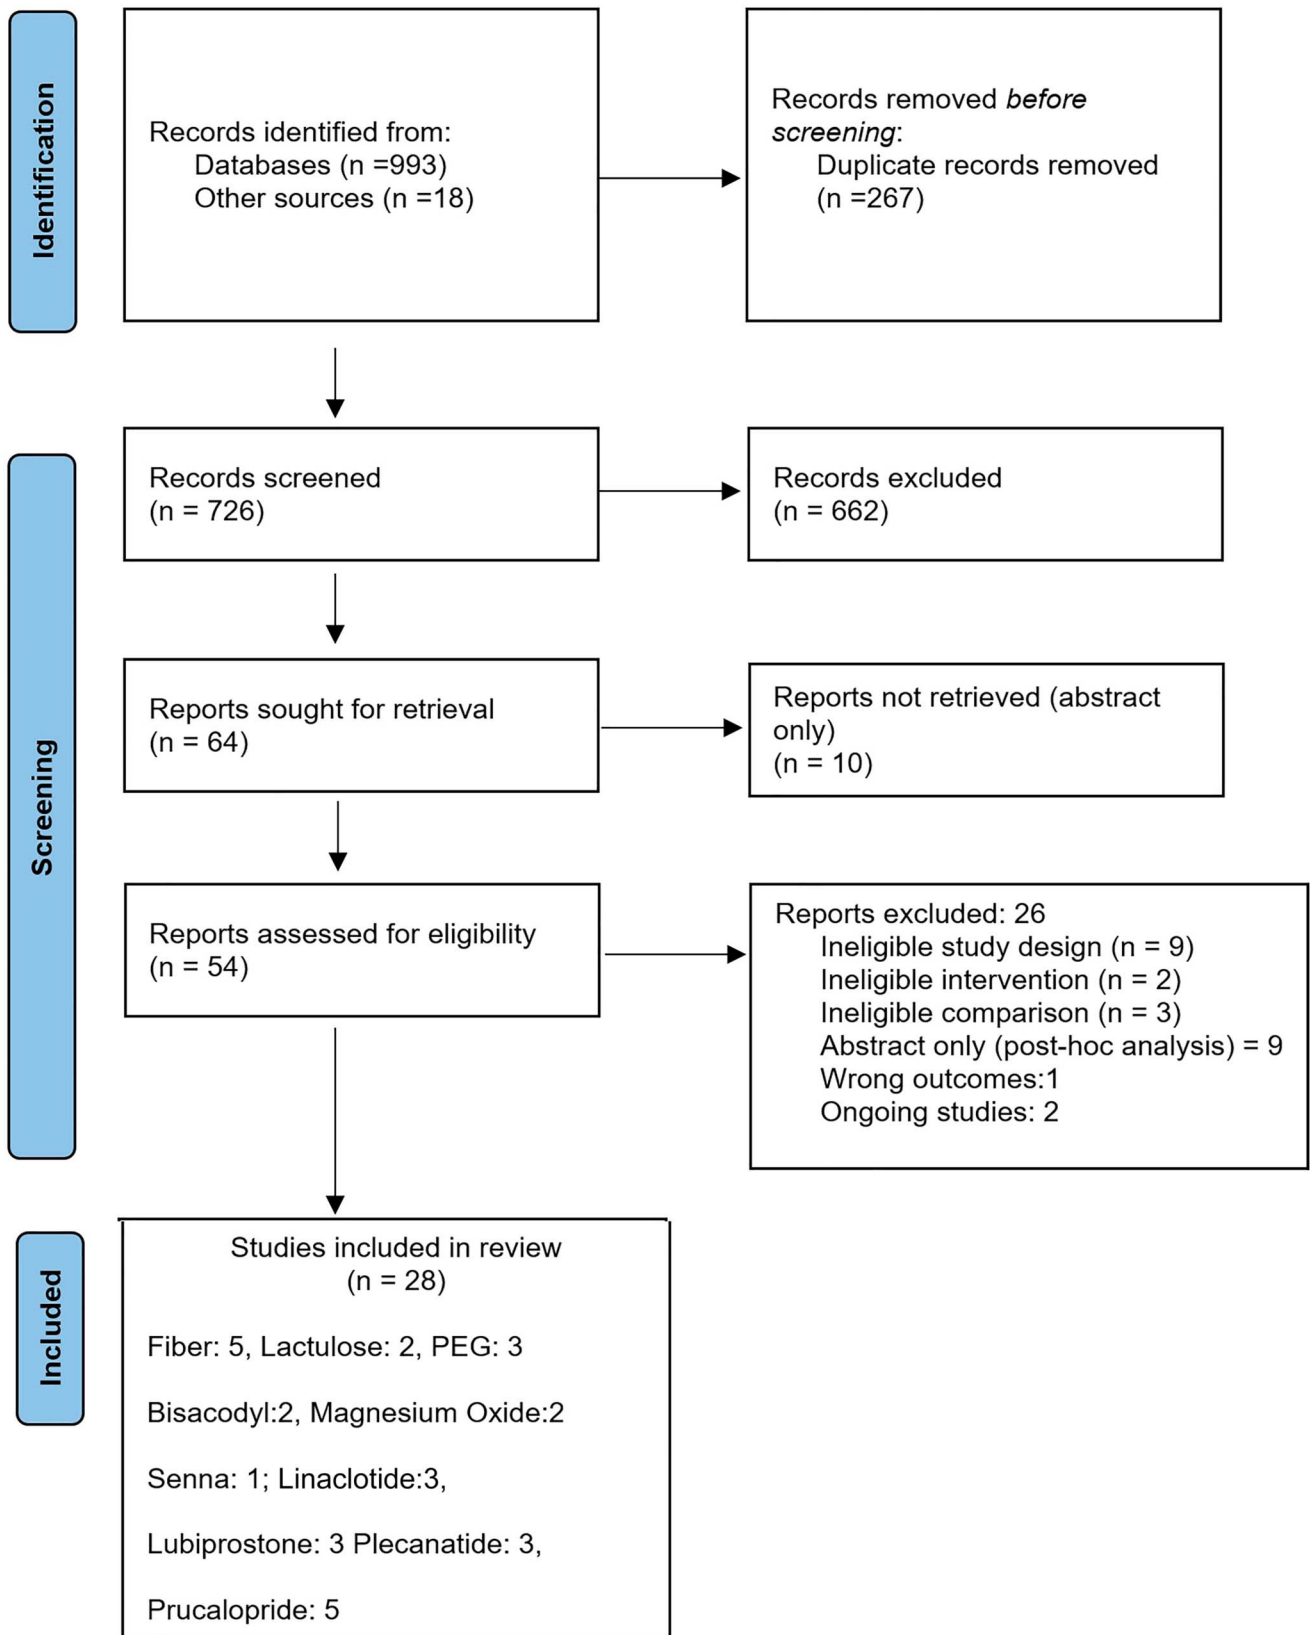 Identification
Records identified from:
Databases (n =993)
Other sources (n =18)
Records removed before
screening:
Duplicate records removed
(n =267)
Screening
Records screened
(n = 726)
Records excluded
(n = 662)
Reports sought for retrieval
(n = 64)
Reports not retrieved (abstract
only)
(n = 10)
Reports assessed for eligibility
(n = 54)
Reports excluded: 26
Ineligible study design (n = 9)
Ineligible intervention (n = 2)
Ineligible comparison (n = 3)
Abstract only (post-hoc analysis) = 9
Wrong outcomes:1
Ongoing studies: 2
Included
Studies included in review
(n = 28)
Fiber: 5, Lactulose: 2, PEG: 3
Bisacodyl:2, Magnesium Oxide:2
Senna: 1; Linaclotide:3,
Lubiprostone: 3 Plecanatide: 3,
Prucalopride: 5